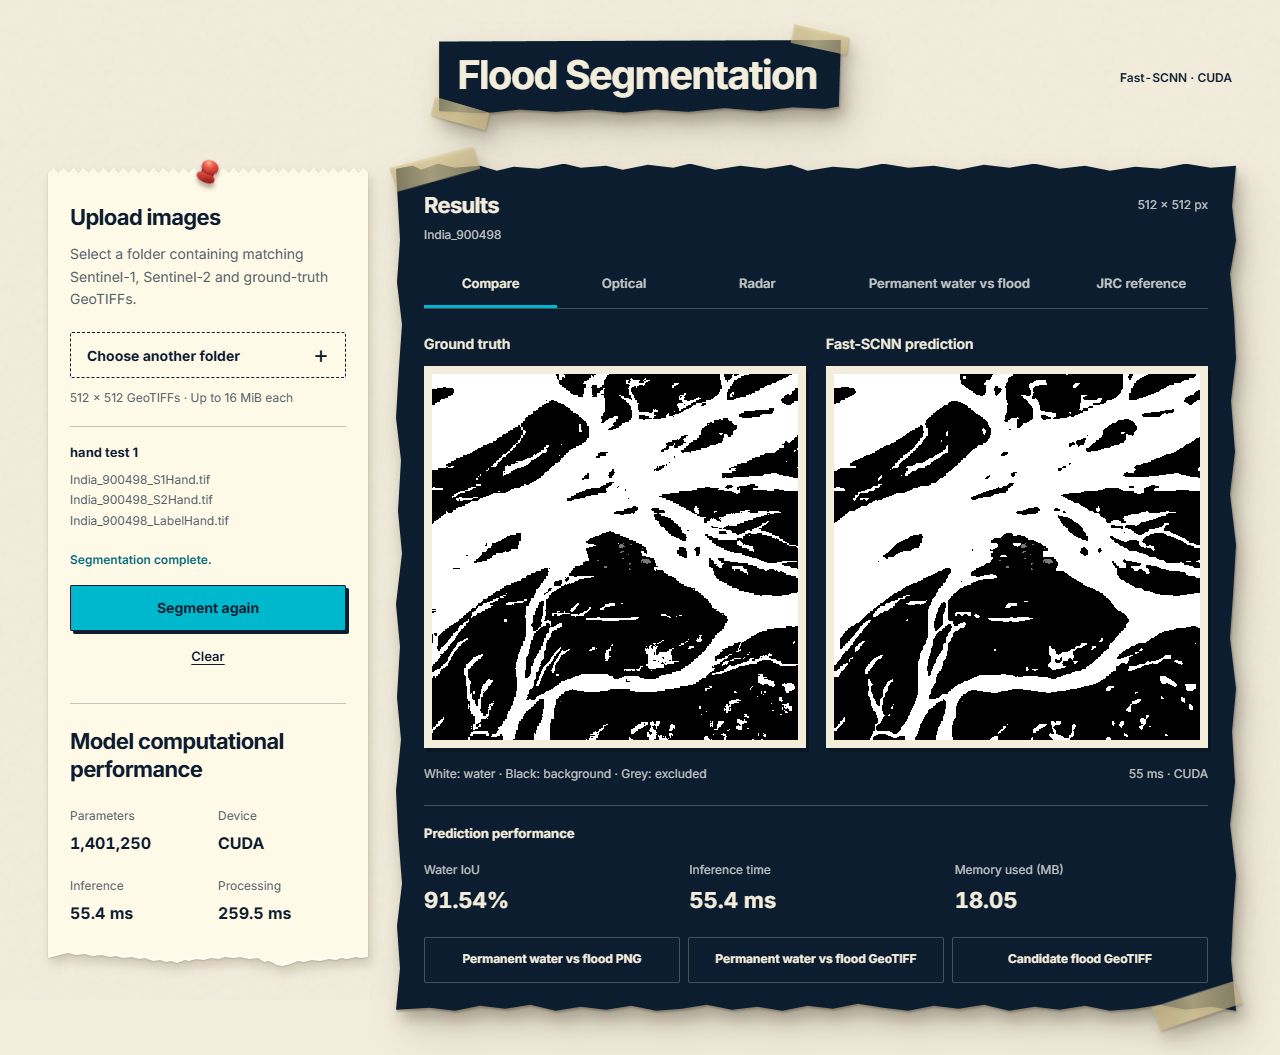 Flood Segmentation
Fast-SCNN · CUDA
Upload images
Select a folder containing matching
Sentinel-1, Sentinel-2 and ground-truth
GeoTIFFs.
Choose another folder +
512 × 512 GeoTIFFs · Up to 16 MiB each
hand test 1
India_900498_S1Hand.tif
India_900498_S2Hand.tif
India_900498_LabelHand.tif
Segmentation complete.
Segment again
Clear
Model computational
performance
Parameters
1,401,250
Device
CUDA
Inference
55.4 ms
Processing
259.5 ms
Results
512 × 512 px
India_900498
Compare
Optical
Radar
Permanent water vs flood
JRC reference
Ground truth
Fast-SCNN prediction
White: water · Black: background · Grey: excluded
55 ms · CUDA
Prediction performance
Water IoU
91.54%
Inference time
55.4 ms
Memory used (MB)
18.05
Permanent water vs flood PNG
Permanent water vs flood GeoTIFF
Candidate flood GeoTIFF